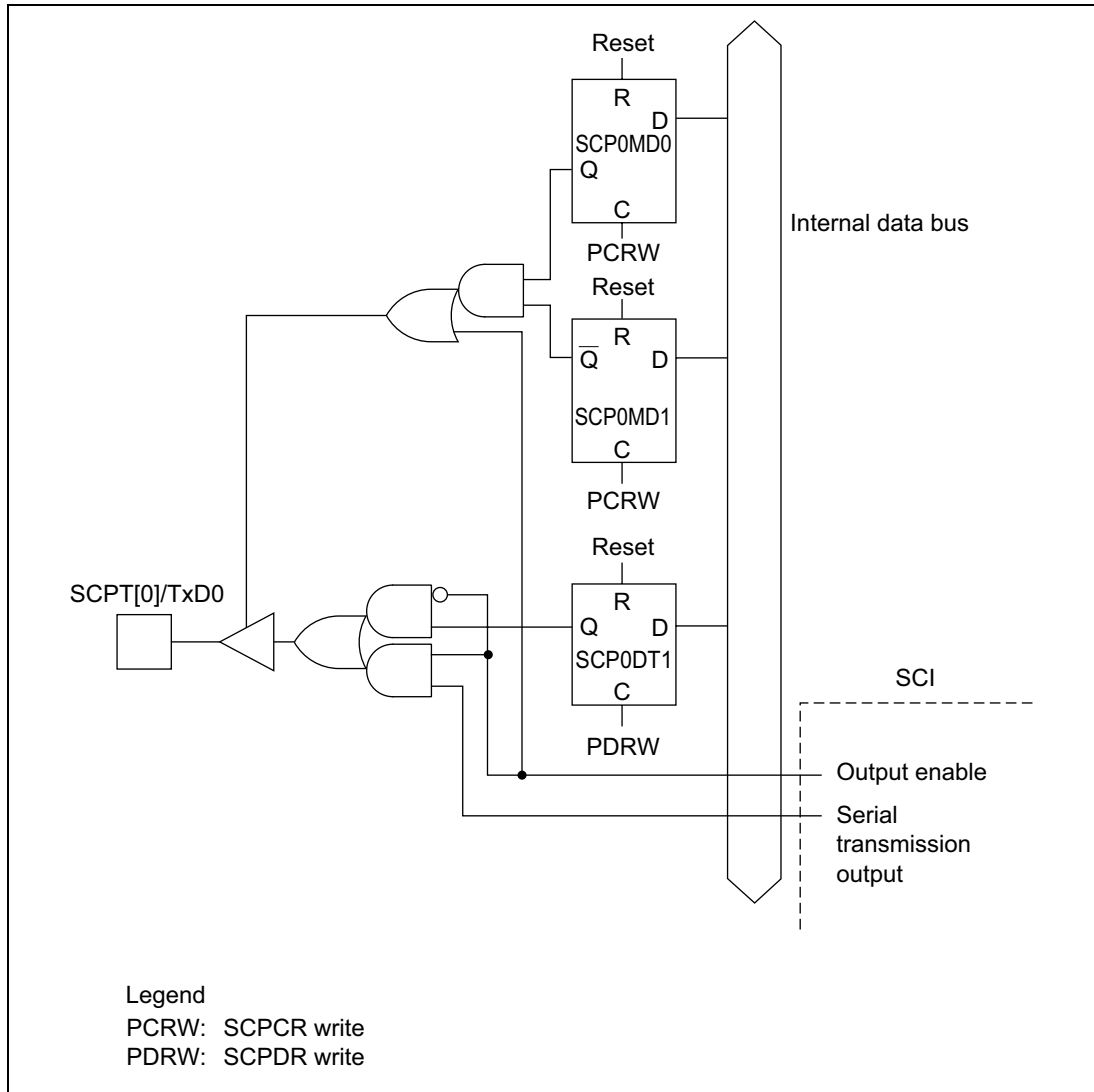 Reset
R
D
SCP0MD0
Q
C
PCRW
Internal data bus
Reset
R
Q̅
D
SCP0MD1
C
PCRW
Reset
SCPT[0]/TxD0
R
Q
D
SCP0DT1
C
PDRW
SCI
Output enable
Serial
transmission
output
Legend
PCRW: SCPCR write
PDRW: SCPDR write